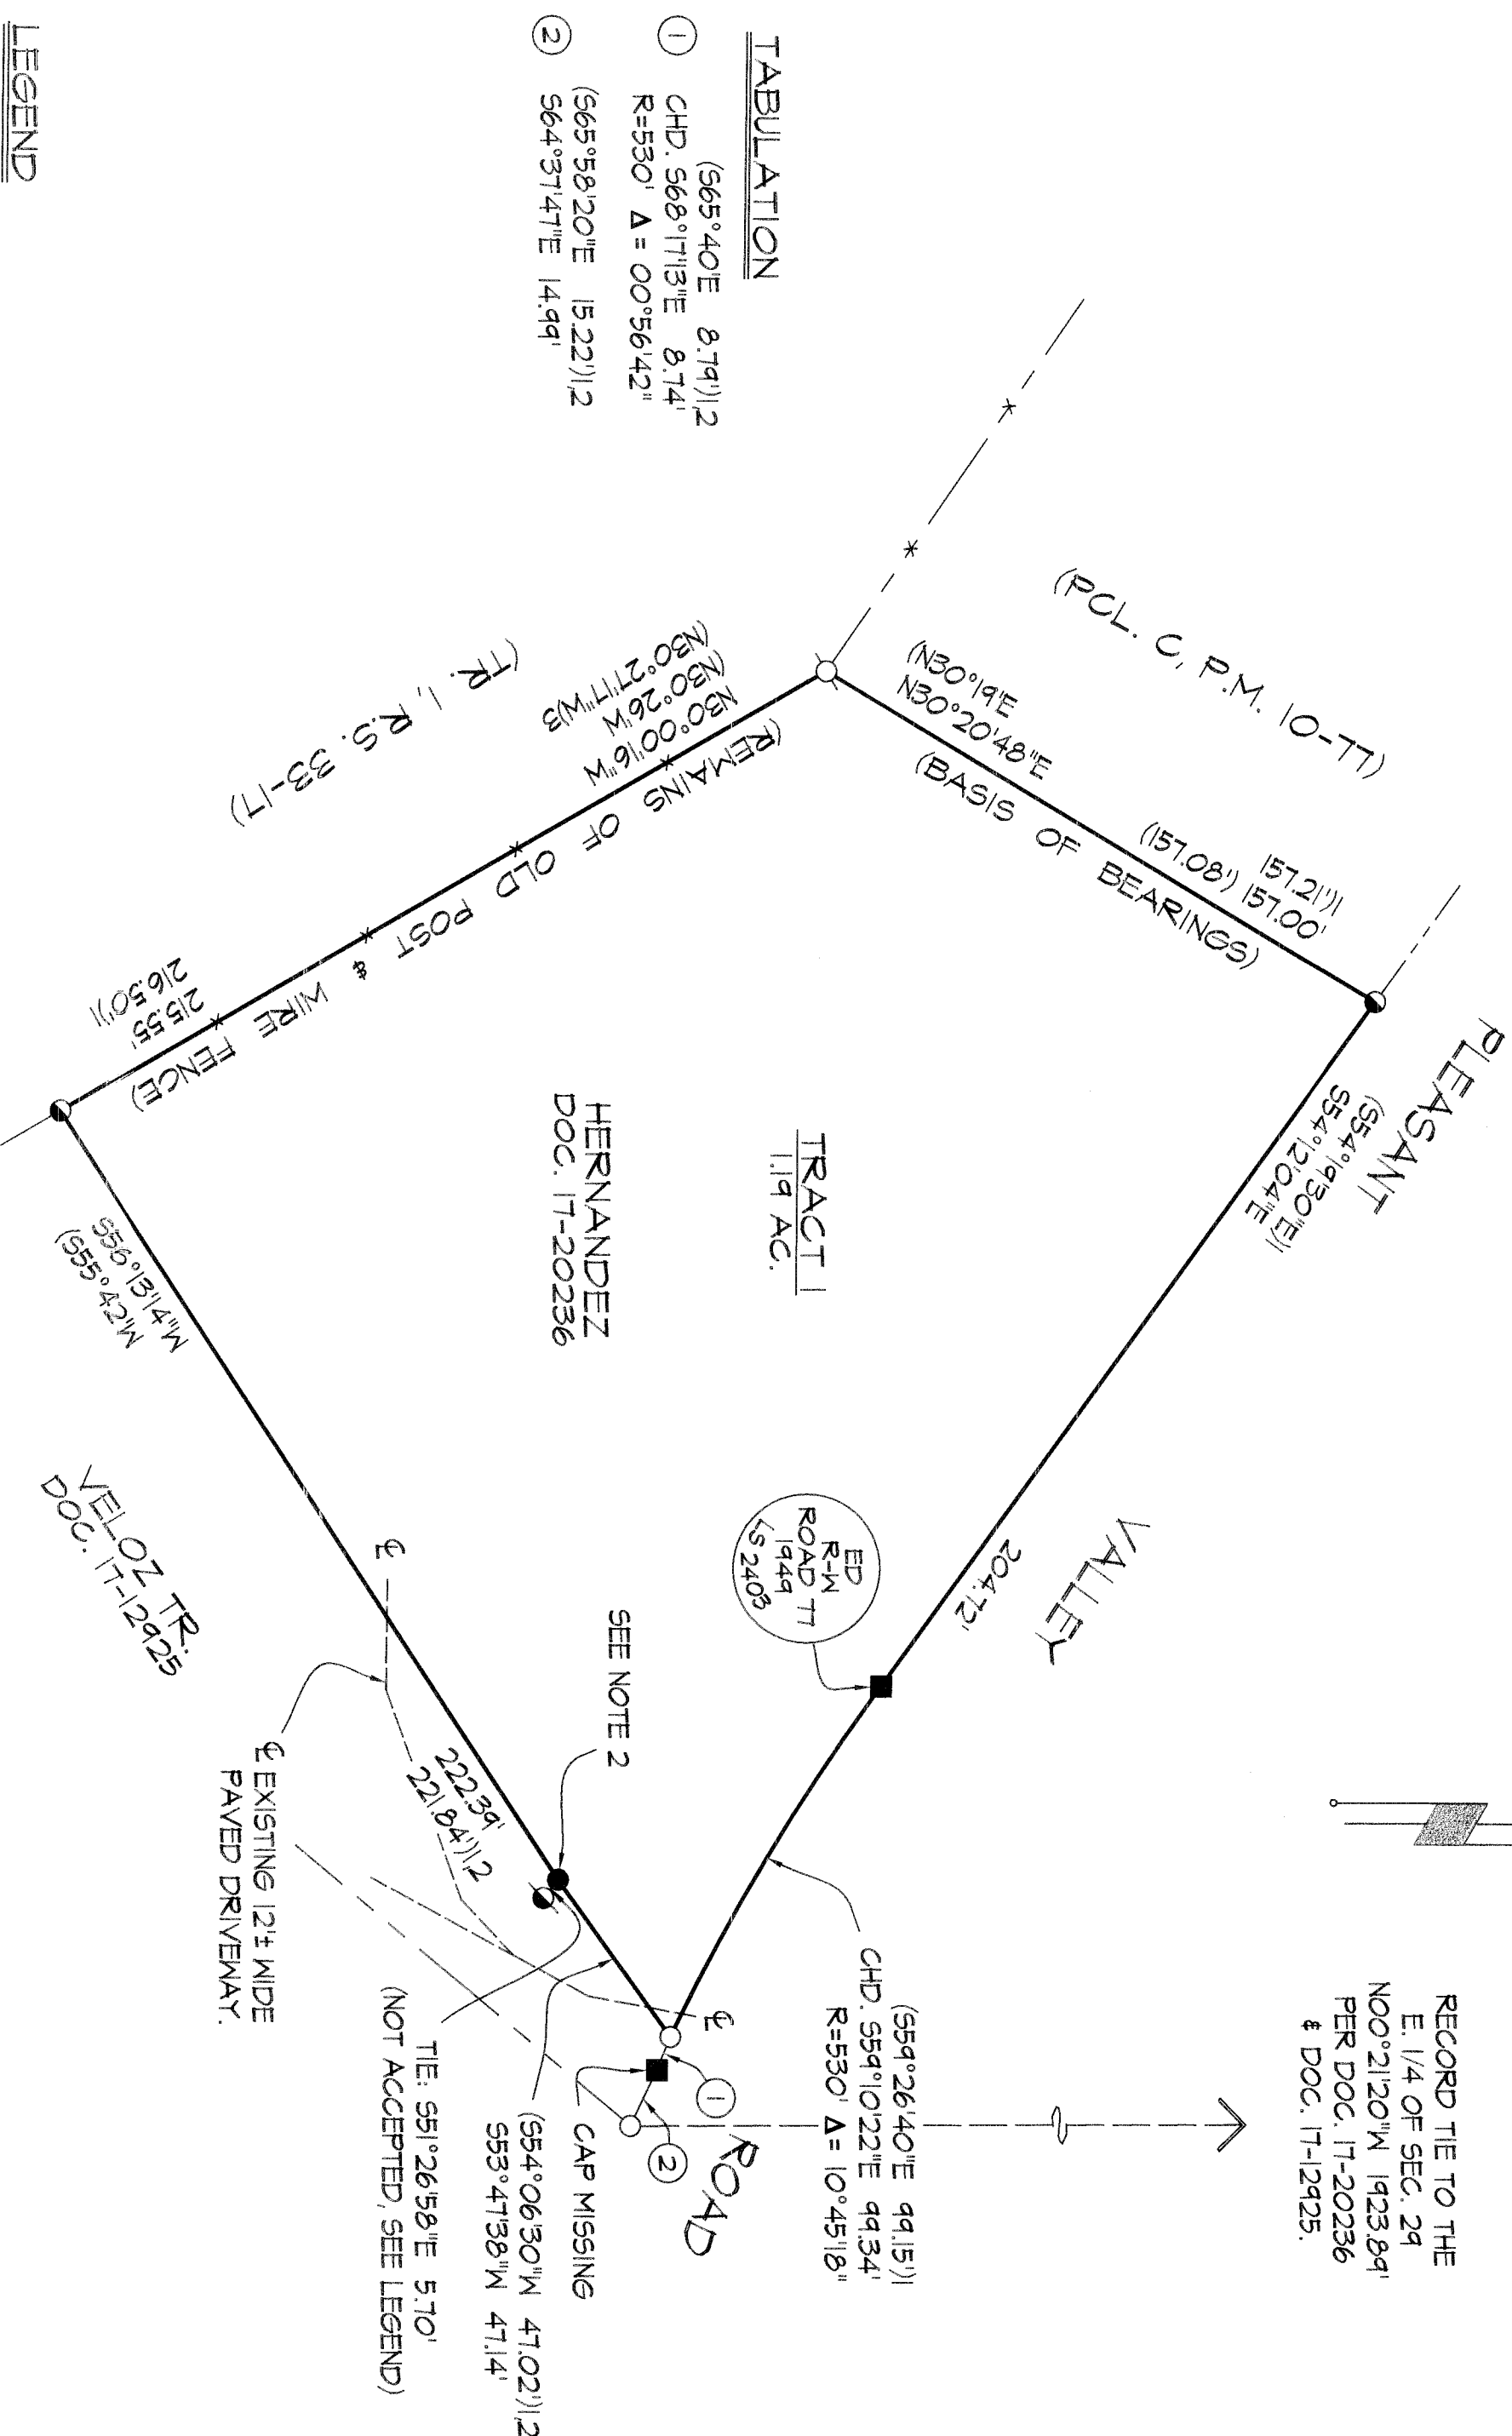 RECORD TIE TO THE
E. 1/4 OF SEC. 29
N00°21'20"W 1923.89'
PER DOC. 17-20236
& DOC. 17-12925.
PLEASANT
VALLEY
ROAD
(S54°19'30"E)1
S54°12'04"E
204.72'
(PCL. C, P.M. 10-77)
(N30°19'E
N30°20'48"E
157.21')1
(157.08') 157.00'
(BASIS OF BEARINGS)
ED
R-W
ROAD 77
1949
LS 2403
(S59°26'40"E 99.15')1
CHD. S59°10'22"E 99.34'
R=530' Δ= 10°45'18"
TRACT 1
1.19 AC.
HERNANDEZ
DOC. 17-20236
SEE NOTE 2
1
2
CAP MISSING
(S54°06'30"W 47.02')1,2
S53°47'38"W 47.14'
TIE: S51°26'58"E 5.70'
(NOT ACCEPTED, SEE LEGEND)
℄
℄
℄ EXISTING 12'± WIDE
PAVED DRIVEWAY.
222.39'
221.84')1,2
S56°13'14"W
(S55°42'W
VELOZ TR.
DOC. 17-12925
(REMAINS OF OLD POST & WIRE FENCE)
N30°00'16"W
(N30°26'W
(N30°27'17"W)3
215.55'
216.50')1
(TR. 1, R.S. 33-17)
TABULATION
(S65°40'E 8.79')1,2
1 CHD. S68°17'13"E 8.74'
R=530' Δ= 00°56'42"
(S65°58'20"E 15.22')1,2
2 S64°37'47"E 14.99'
LEGEND